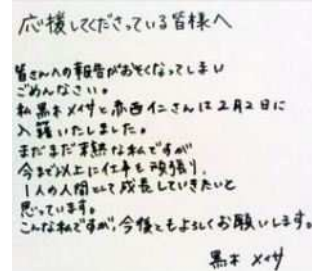 応援してくださっている皆様へ
皆さんへの報告がおそくなってしまい
ごめんなさい。
私黒木メイサと赤西仁さんは2月2日に
入籍いたしました。
まだまだ未熟な私ですが
今まで以上に仕事も頑張り、
1人の人間として成長していきたいと
思っています。
こんな私ですが、今後ともよろしくお願いします。
黒木 メイサ